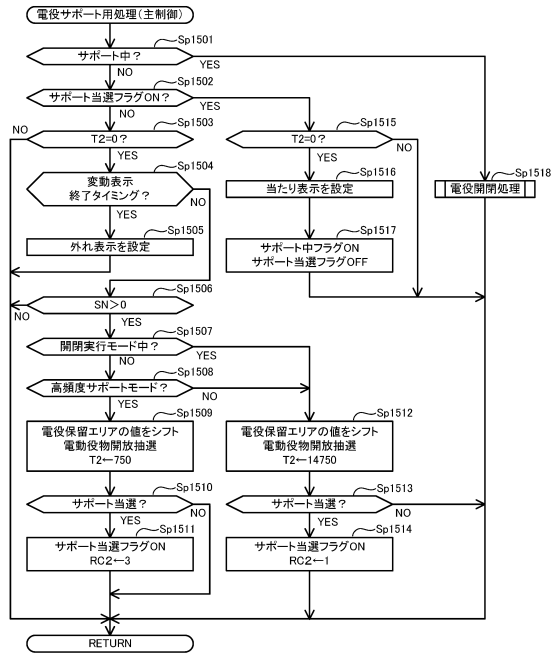 電役サポート用処理(主制御)
Sp1501
サポート中?
YES
NO
Sp1502
サポート当選フラグON?
YES
NO
Sp1503
T2=0?
NO
YES
Sp1515
T2=0?
NO
YES
Sp1504
変動表示
終了タイミング?
NO
YES
Sp1516
当たり表示を設定
Sp1518
電役開閉処理
Sp1505
外れ表示を設定
Sp1517
サポート中フラグON
サポート当選フラグOFF
Sp1506
SN>0
NO
YES
Sp1507
開閉実行モード中?
YES
NO
Sp1508
高頻度サポートモード?
NO
YES
Sp1509
電役保留エリアの値をシフト
電動役物開放抽選
T2←750
Sp1512
電役保留エリアの値をシフト
電動役物開放抽選
T2←14750
Sp1510
サポート当選?
NO
YES
Sp1513
サポート当選?
NO
YES
Sp1511
サポート当選フラグON
RC2←3
Sp1514
サポート当選フラグON
RC2←1
RETURN